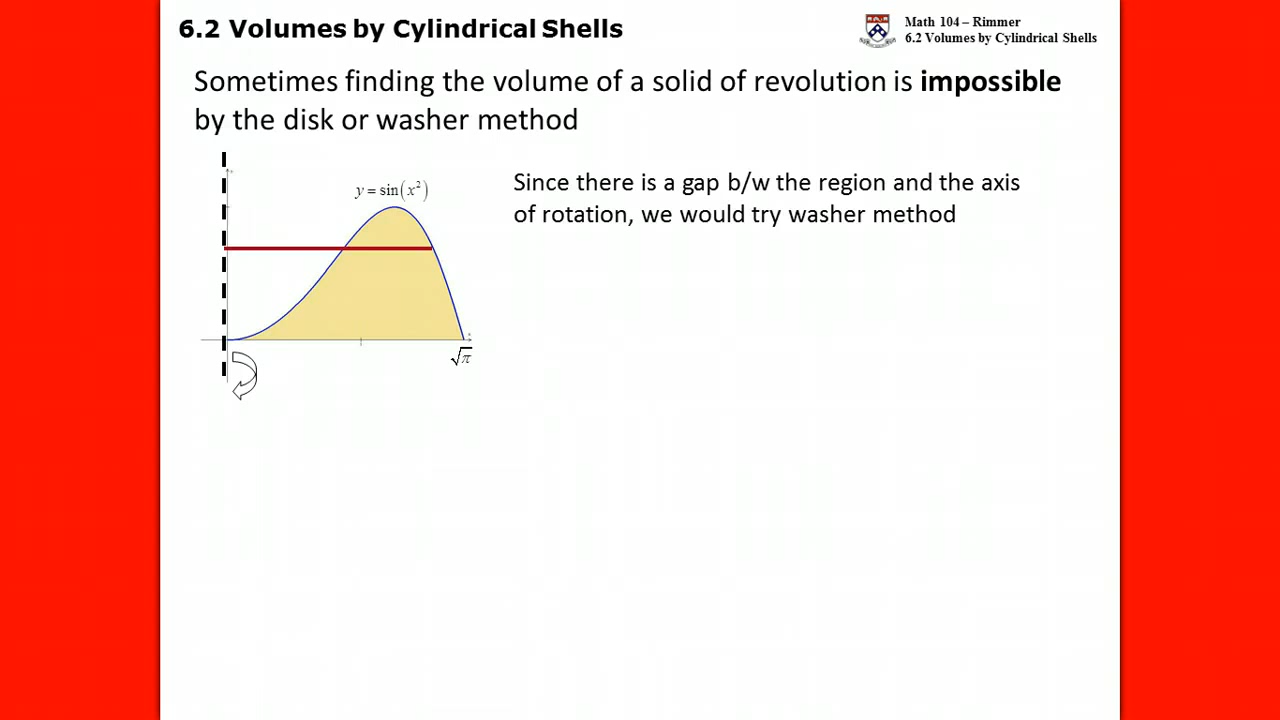 6.2 Volumes by Cylindrical Shells
Math 104 – Rimmer
6.2 Volumes by Cylindrical Shells
Sometimes finding the volume of a solid of revolution is impossible
by the disk or washer method
y = sin(x²)
Since there is a gap b/w the region and the axis
of rotation, we would try washer method
√π